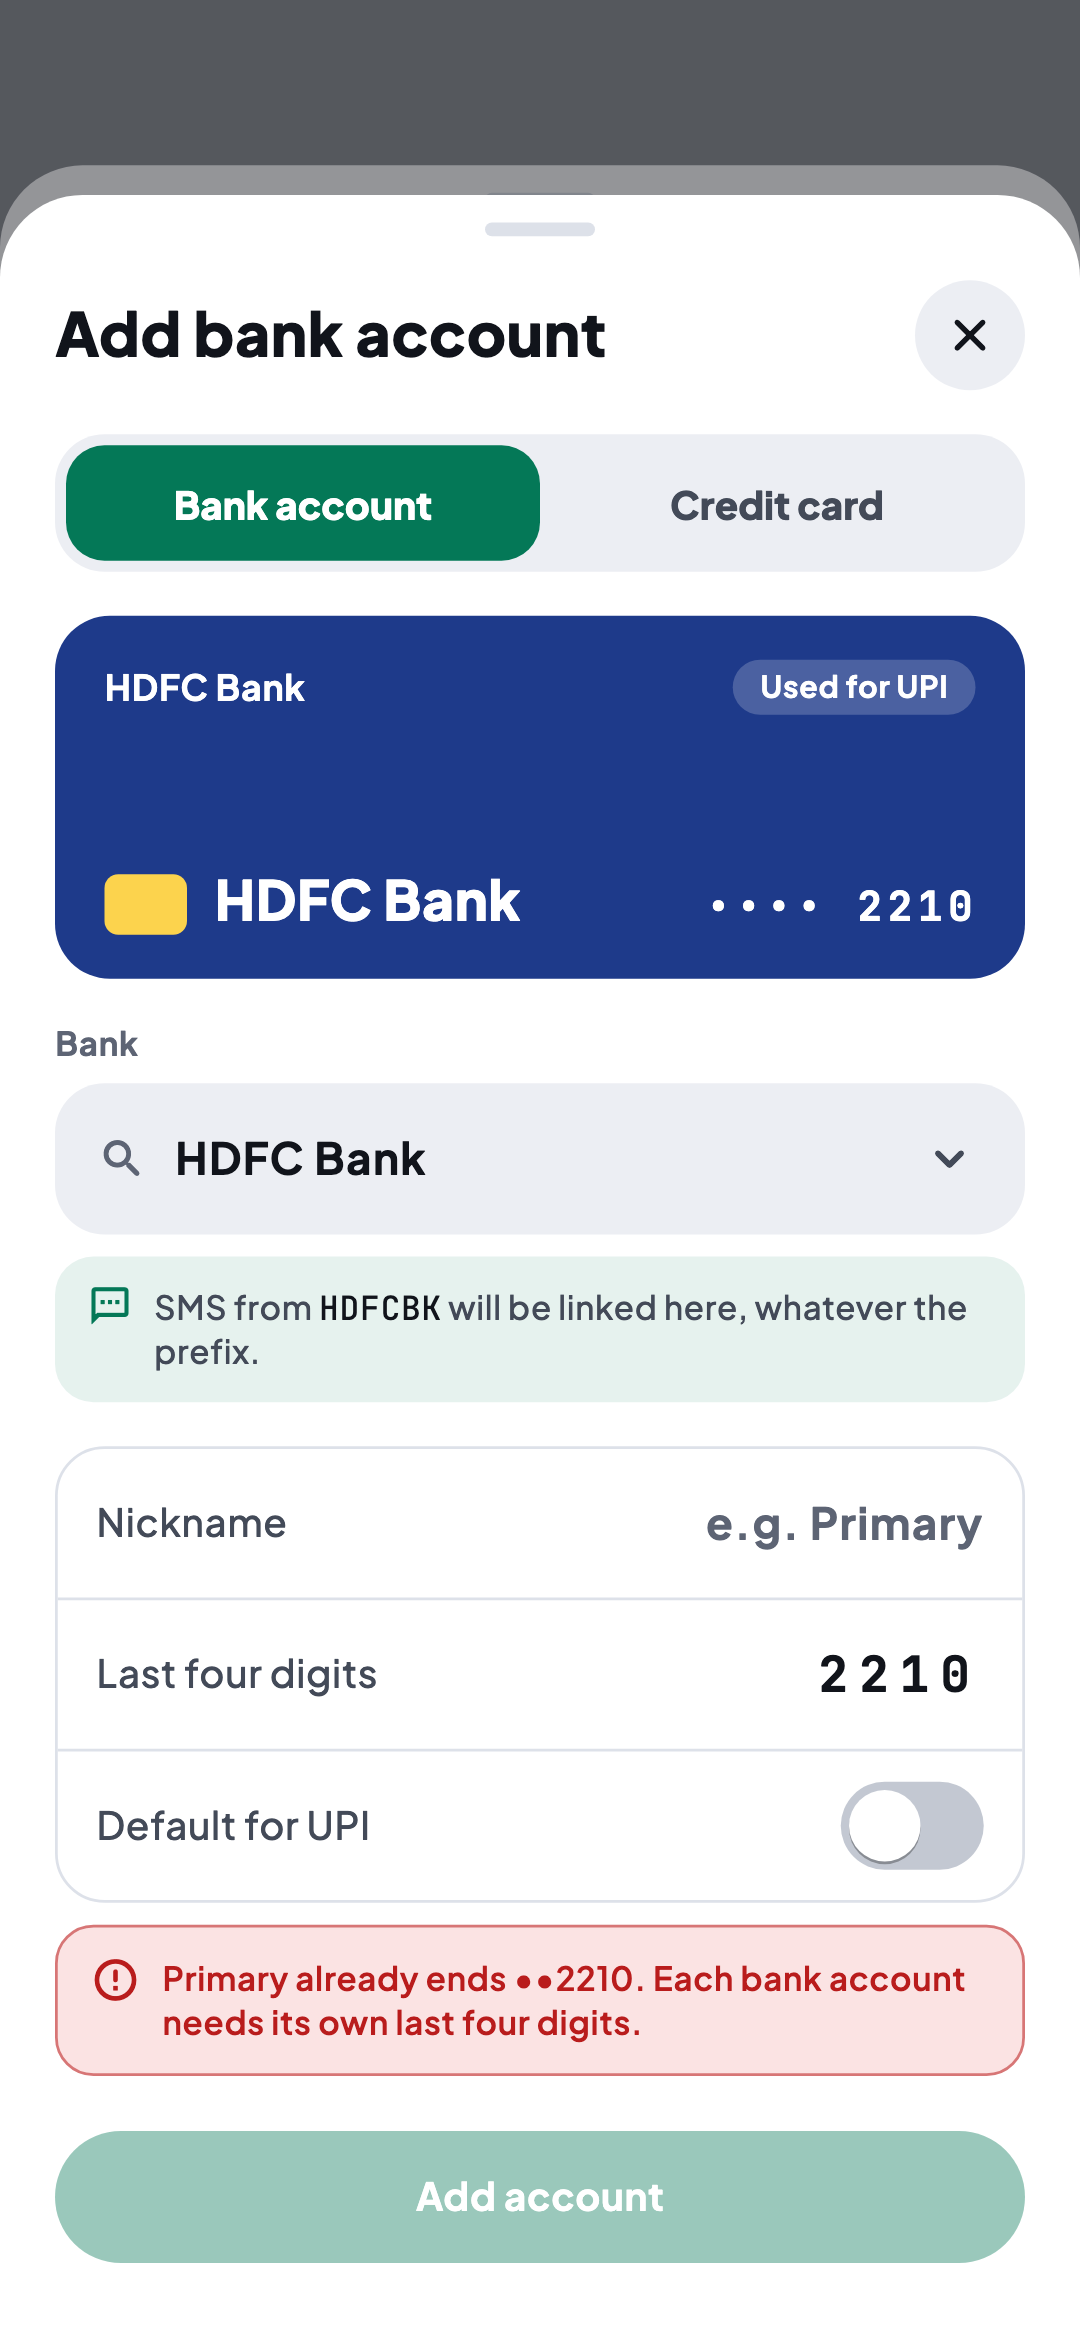 Add bank account
Bank account
Credit card
HDFC Bank
Used for UPI
HDFC Bank
•••• 2210
Bank
HDFC Bank
SMS from HDFCBK will be linked here, whatever the
prefix.
Nickname
e.g. Primary
Last four digits
2210
Default for UPI
Primary already ends ••2210. Each bank account
needs its own last four digits.
Add account